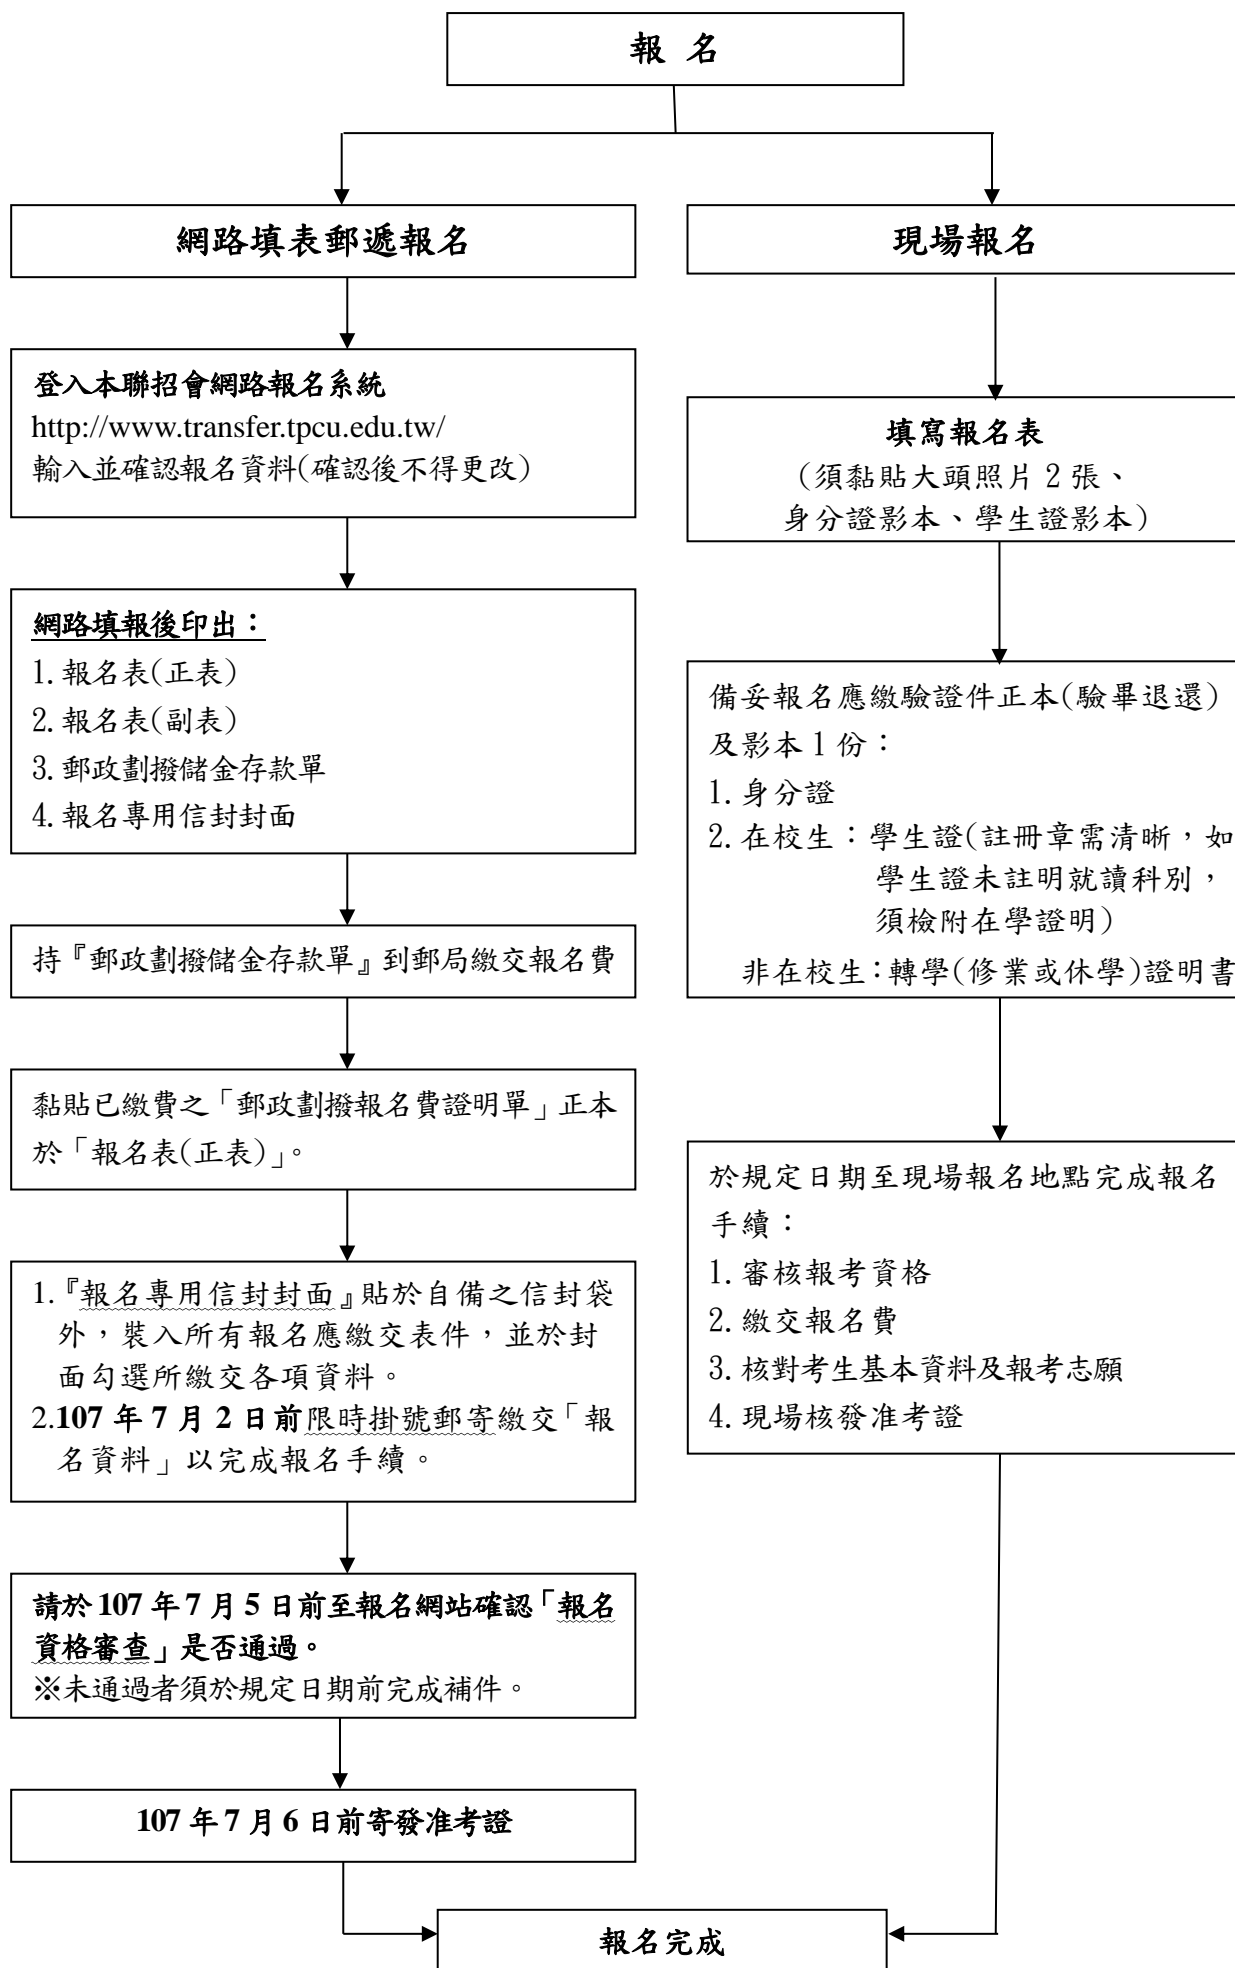 報 名
網路填表郵遞報名
登入本聯招會網路報名系統
http://www.transfer.tpcu.edu.tw/
輸入並確認報名資料(確認後不得更改)
網路填報後印出：
1.報名表(正表)
2.報名表(副表)
3.郵政劃撥儲金存款單
4.報名專用信封封面
持『郵政劃撥儲金存款單』到郵局繳交報名費
黏貼已繳費之「郵政劃撥報名費證明單」正本
於「報名表(正表)」。
1.『報名專用信封封面』貼於自備之信封袋
外，裝入所有報名應繳交表件，並於封
面勾選所繳交各項資料。
2.107 年 7 月 2 日前限時掛號郵寄繳交「報
名資料」以完成報名手續。
請於 107 年 7 月 5 日前至報名網站確認「報名
資格審查」是否通過。
※未通過者須於規定日期前完成補件。
107 年 7 月 6 日前寄發准考證
現場報名
填寫報名表
(須黏貼大頭照片 2 張、
身分證影本、學生證影本)
備妥報名應繳驗證件正本(驗畢退還)
及影本 1 份：
1.身分證
2.在校生：學生證(註冊章需清晰，如
學生證未註明就讀科別，
須檢附在學證明)
非在校生：轉學(修業或休學)證明書
於規定日期至現場報名地點完成報名
手續：
1.審核報考資格
2.繳交報名費
3.核對考生基本資料及報考志願
4.現場核發准考證
報名完成